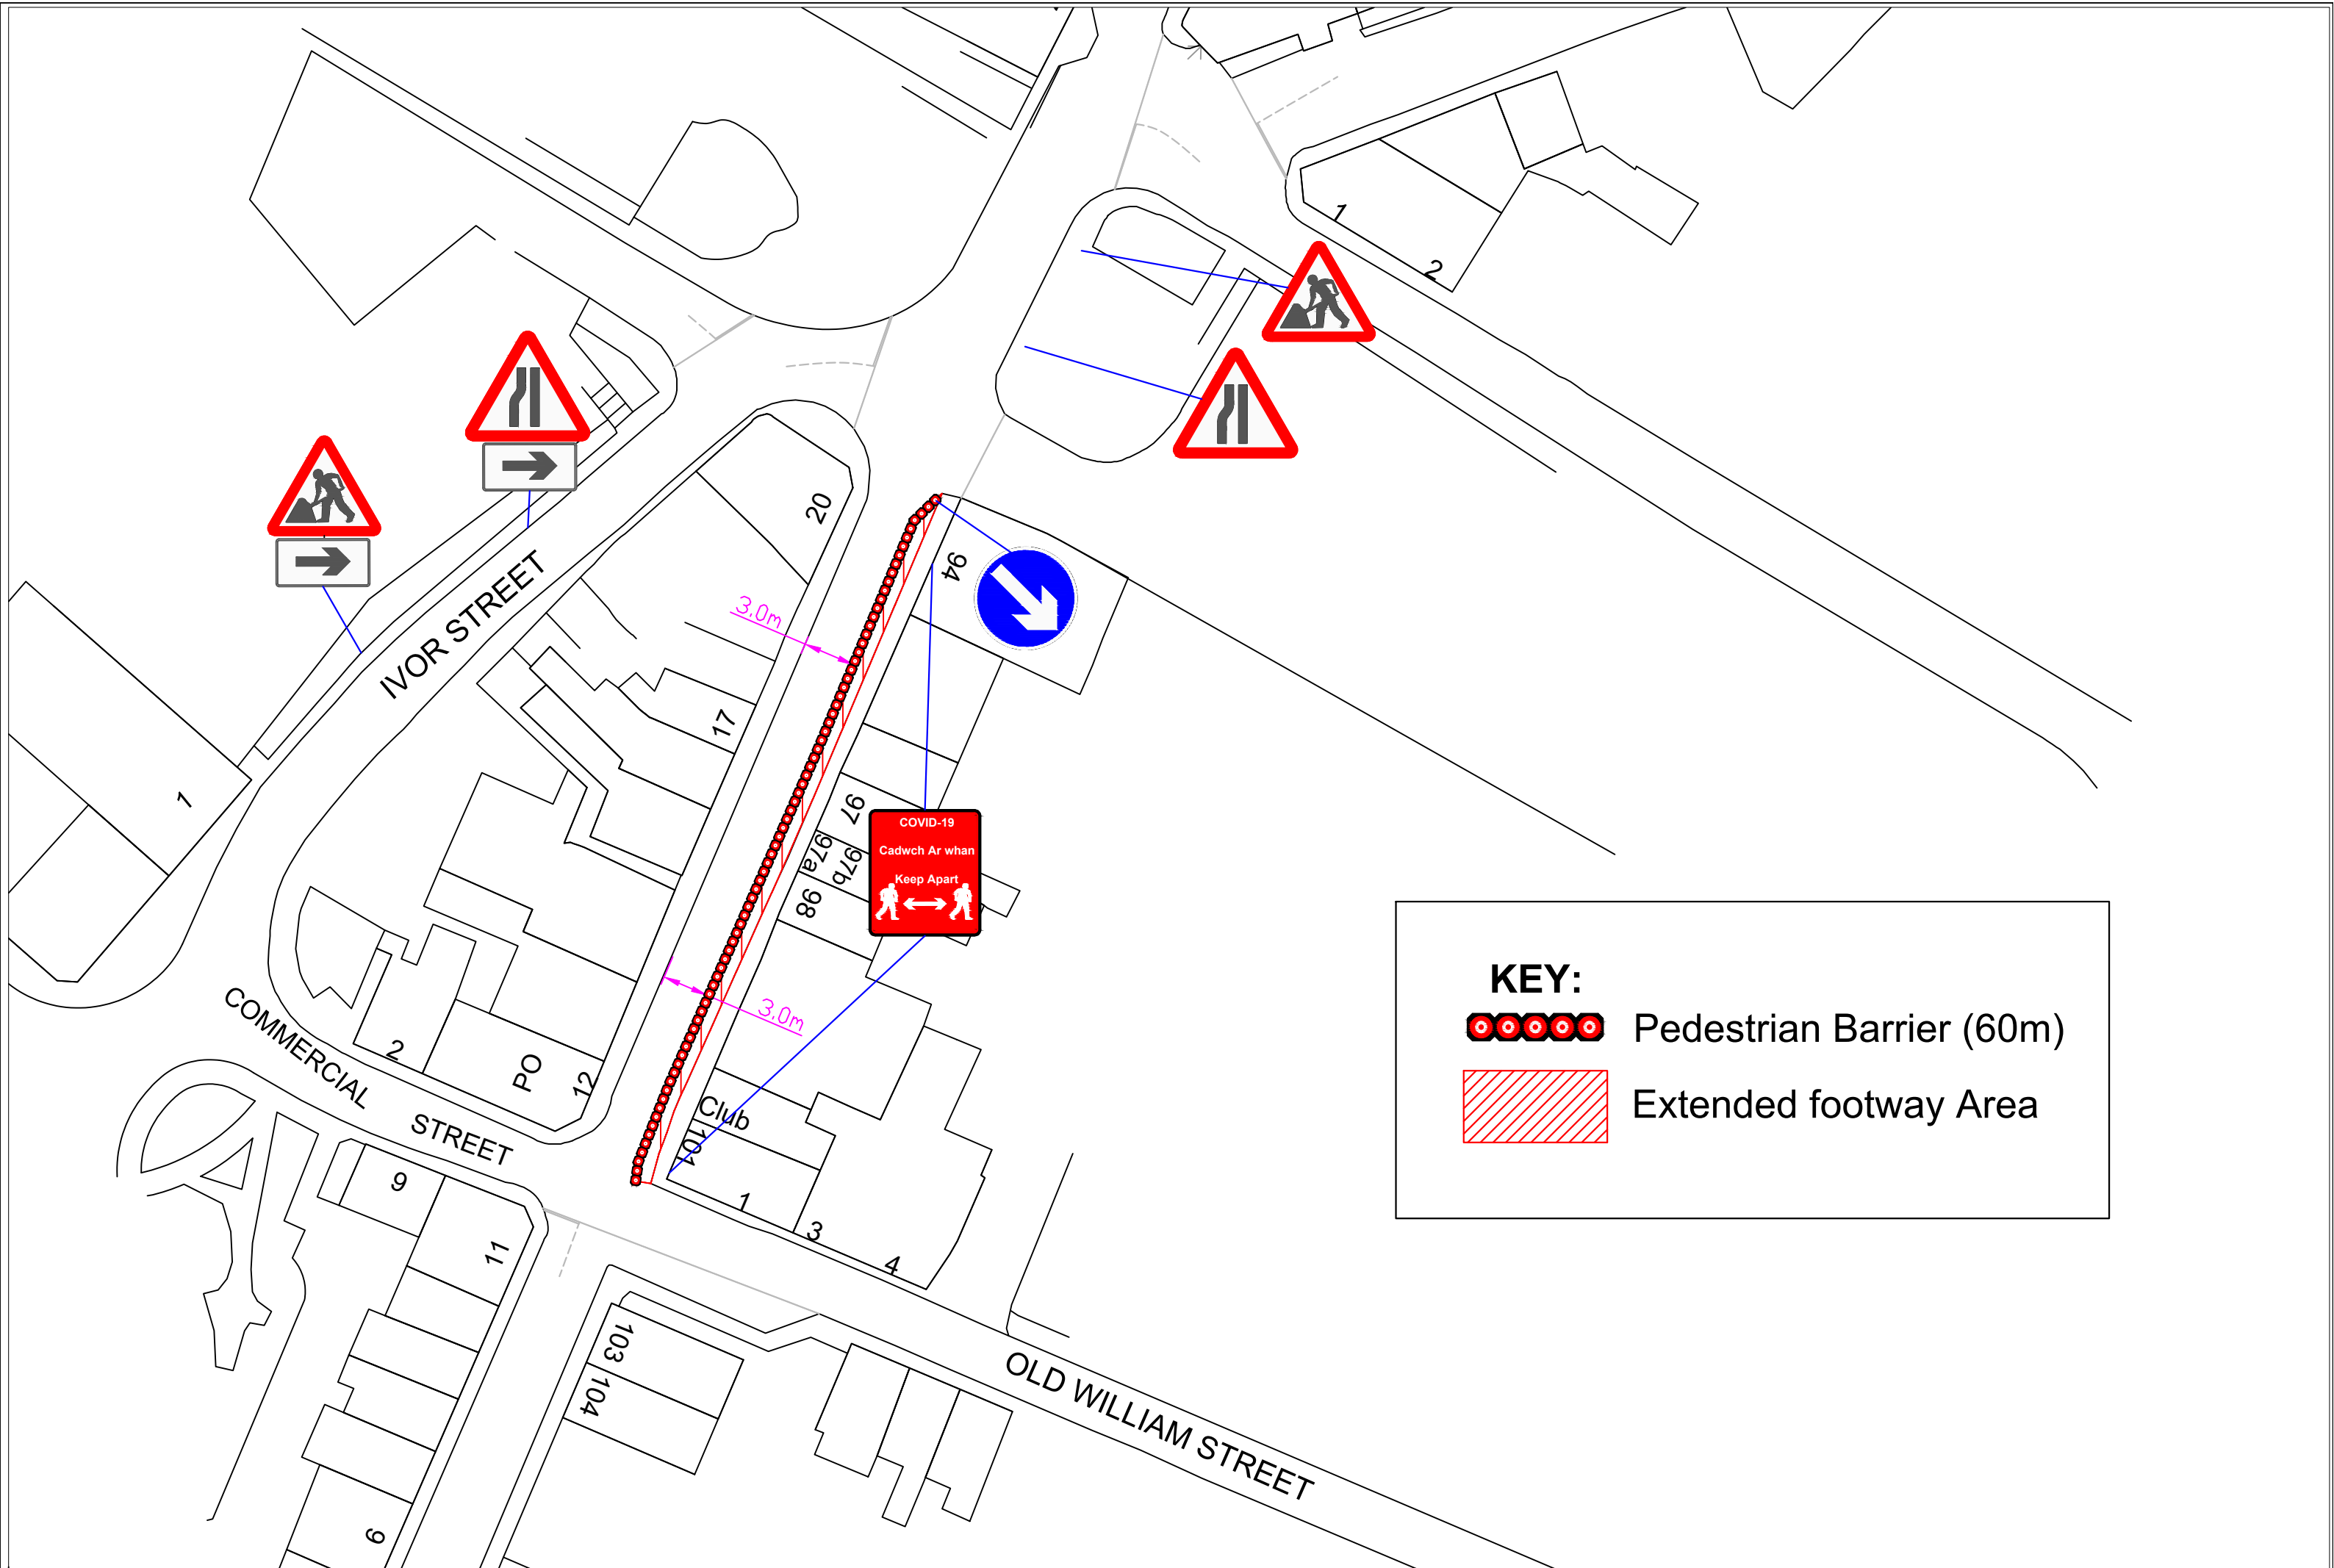 1
2
20
IVOR STREET
94
3.0m
17
1
97
97a
97b
98
COVID-19
Cadwch Ar whan
Keep Apart
3.0m
COMMERCIAL STREET
2
PO
12
Club
101
9
1
3
4
11
103
104
OLD WILLIAM STREET
9
KEY:
Pedestrian Barrier (60m)
Extended footway Area